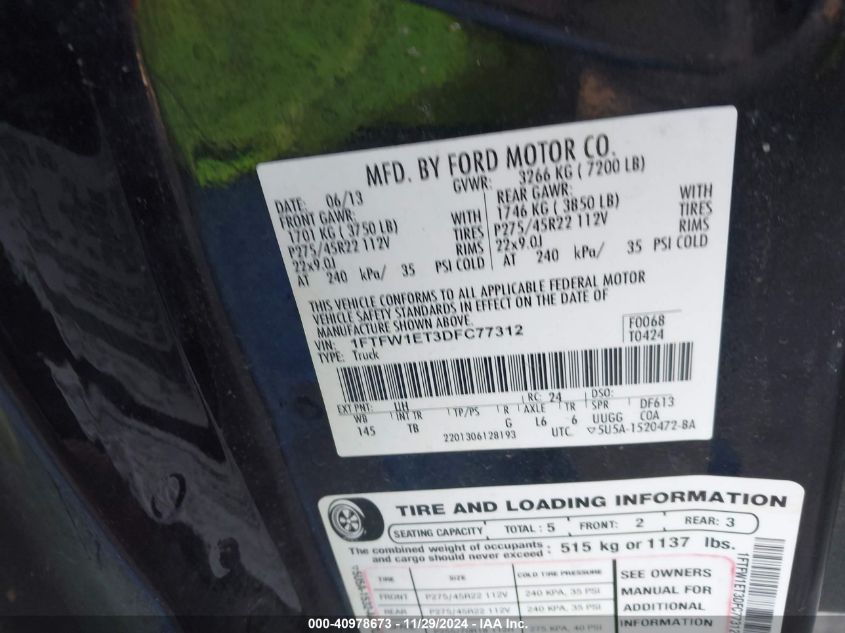 MFD. BY FORD MOTOR CO.
DATE: 06/13 GVWR: 3266 KG ( 7200 LB)
FRONT GAWR: REAR GAWR:
1701 KG ( 3750 LB) WITH 1746 KG ( 3850 LB) WITH
P275/45R22 112V TIRES P275/45R22 112V TIRES
22x9.0J RIMS 22x9.0J RIMS
AT 240 kPa/ 35 PSI COLD AT 240 kPa/ 35 PSI COLD
THIS VEHICLE CONFORMS TO ALL APPLICABLE FEDERAL MOTOR
VEHICLE SAFETY STANDARDS IN EFFECT ON THE DATE OF
MANUFACTURE SHOWN ABOVE.
VIN: 1FTFW1ET3DFC77312 F0068
TYPE: Truck T0424
EXT PNT: UH RC: 24 DSO:
WB INT TR TP/PS R AXLE TR SPR DF613
145 TB G L6 6 UUGG COA
2201306128193 UTC ▽5U5A-1520472-BA
TIRE AND LOADING INFORMATION
SEATING CAPACITY TOTAL : 5 FRONT: 2 REAR: 3
The combined weight of occupants
and cargo should never exceed : 515 kg or 1137 lbs.
TIRE SIZE COLD TIRE PRESSURE SEE OWNERS
FRONT P275/45R22 112V 240 KPA, 35 PSI MANUAL FOR
REAR P275/45R22 112V 240 KPA, 35 PSI ADDITIONAL
INFORMATION
000-40978673 - 11/29/2024 - IAA Inc.